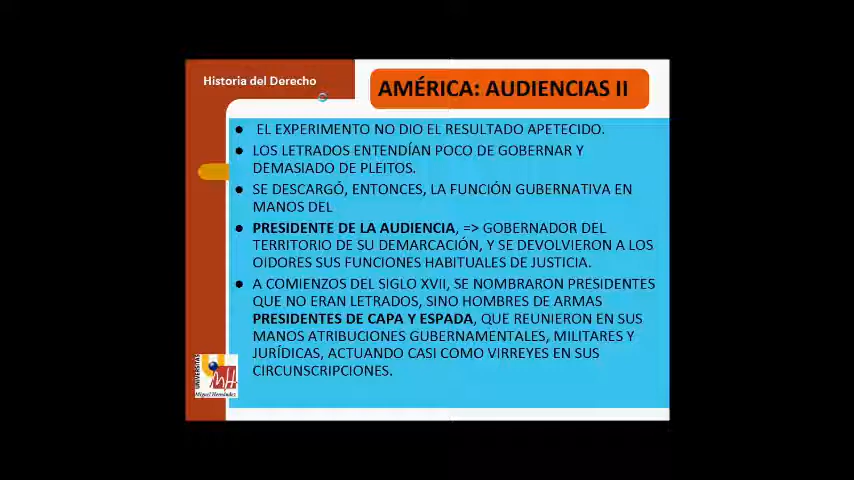 Historia del Derecho
AMÉRICA: AUDIENCIAS II
● EL EXPERIMENTO NO DIO EL RESULTADO APETECIDO.
● LOS LETRADOS ENTENDÍAN POCO DE GOBERNAR Y
DEMASIADO DE PLEITOS.
● SE DESCARGÓ, ENTONCES, LA FUNCIÓN GUBERNATIVA EN
MANOS DEL
● PRESIDENTE DE LA AUDIENCIA, => GOBERNADOR DEL
TERRITORIO DE SU DEMARCACIÓN, Y SE DEVOLVIERON A LOS
OIDORES SUS FUNCIONES HABITUALES DE JUSTICIA.
● A COMIENZOS DEL SIGLO XVII, SE NOMBRARON PRESIDENTES
QUE NO ERAN LETRADOS, SINO HOMBRES DE ARMAS
PRESIDENTES DE CAPA Y ESPADA, QUE REUNIERON EN SUS
MANOS ATRIBUCIONES GUBERNAMENTALES, MILITARES Y
JURÍDICAS, ACTUANDO CASI COMO VIRREYES EN SUS
CIRCUNSCRIPCIONES.
UNIVERSITAS
Miguel Hernández